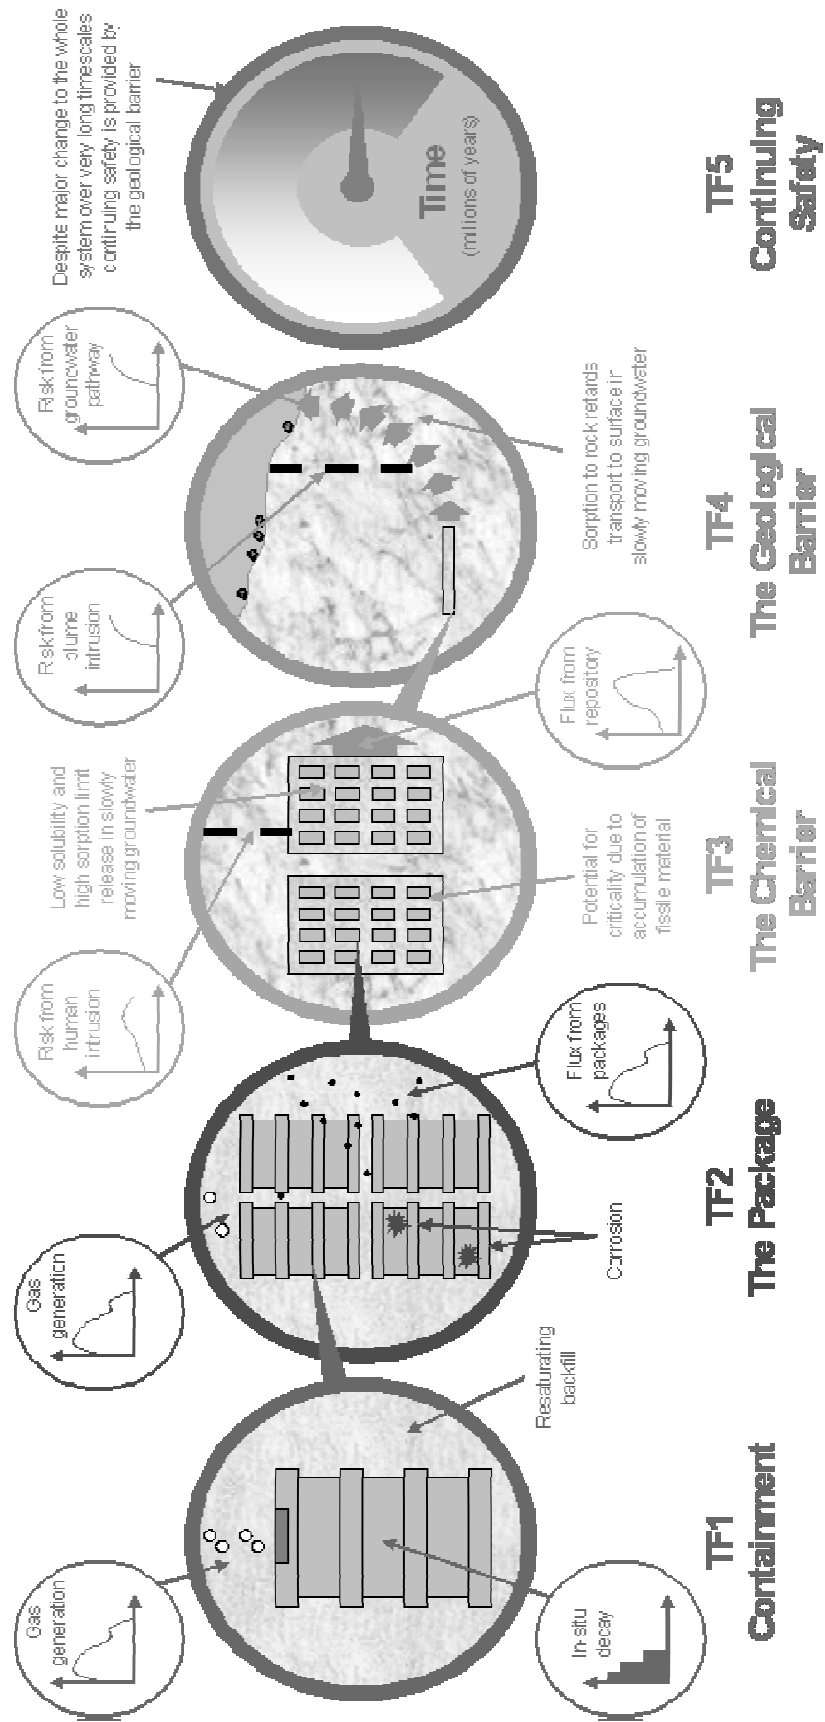 Gas
generation
Gas
generation
Risk from
human
intrusion
Low solubility and
high sorption limit
release in slowly
moving groundwater
Risk from
plume
intrusion
Risk from
groundwater
pathway
Despite major change to the whole
system over very long timescales
continuing safety is provided by
the geological barrier
Time
(millions of years)
In-situ
decay
Resaturating
backfill
Corrosion
Flux from
packages
Potential for
criticality due to
accumulation of
fissile material
Flux from
repository
Sorption to rock retards
transport to surface in
slowly moving groundwater
TF1
Containment
TF2
The Package
TF3
The Chemical
Barrier
TF4
The Geological
Barrier
TF5
Continuing
Safety